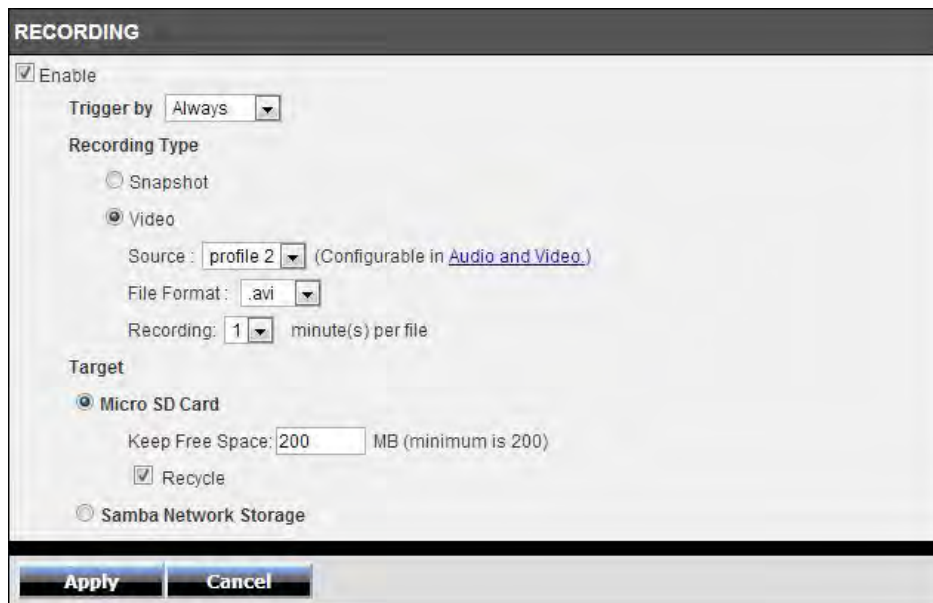 RECORDING
Enable
Trigger by Always
Recording Type
Snapshot
Video
Source : profile 2 (Configurable in Audio and Video.)
File Format : .avi
Recording: 1 minute(s) per file
Target
Micro SD Card
Keep Free Space: 200 MB (minimum is 200)
Recycle
Samba Network Storage
Apply Cancel